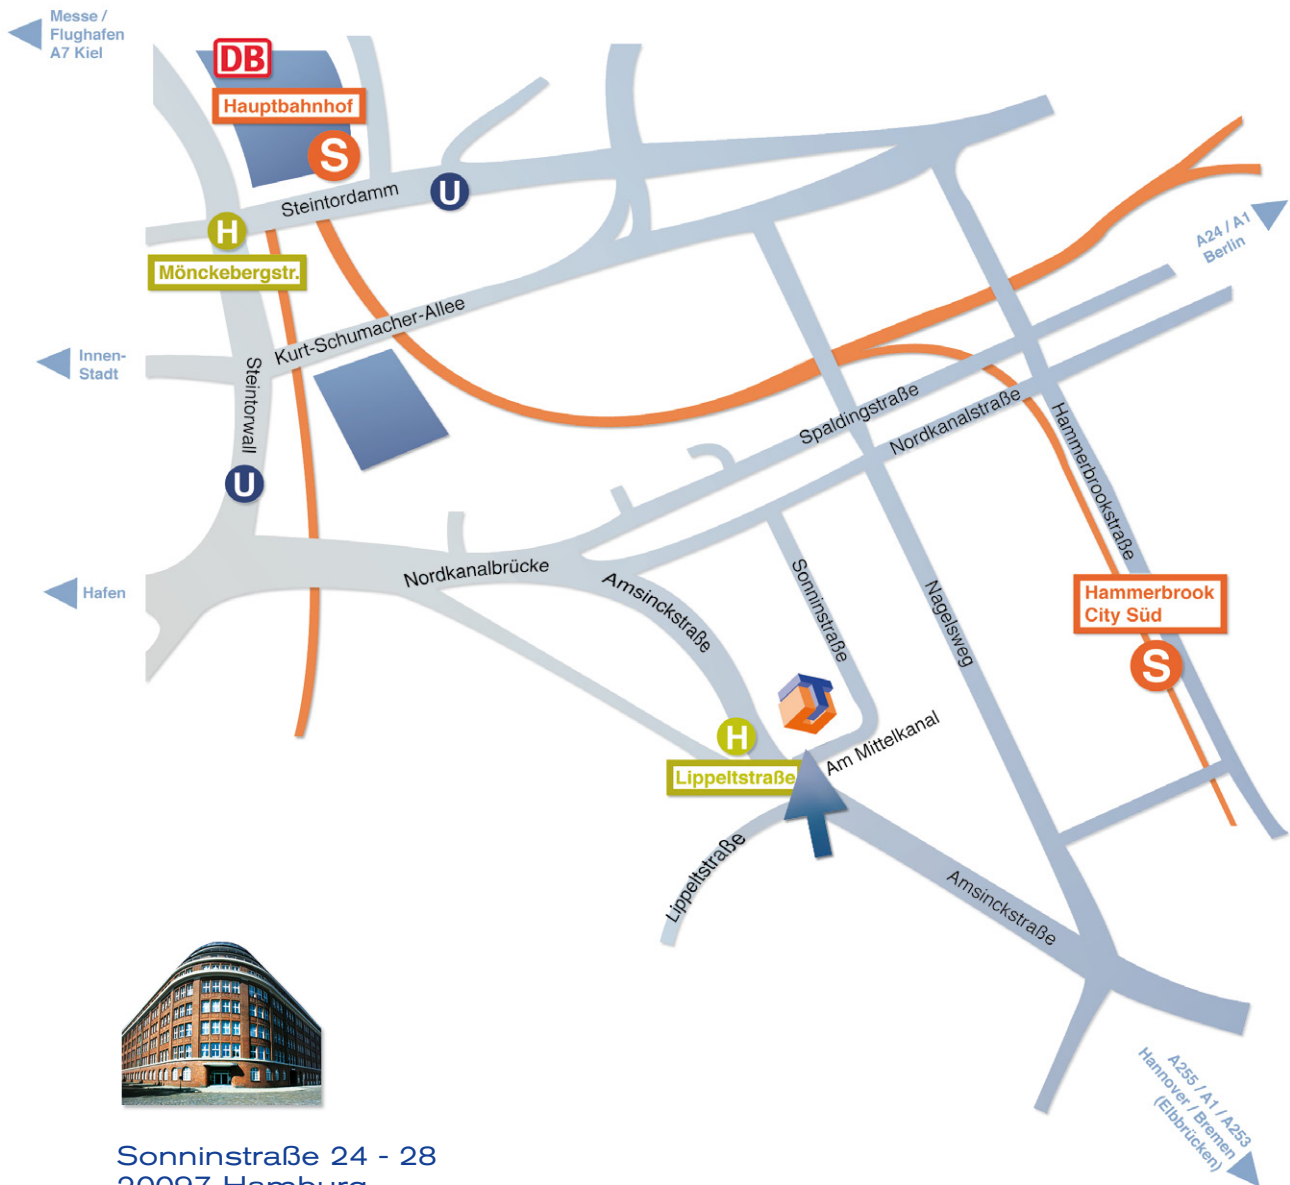 Messe /
Flughafen
A7 Kiel
DB
Hauptbahnhof
S
Steintordamm
U
H
Mönckebergstr.
A24 / A1
Berlin
Kurt-Schumacher-Allee
Innen-
Stadt
Steintorwall
U
Spaldingstraße
Nordkanalstraße
Hammerbrookstraße
Nordkanalbrücke
Amsinckstraße
Sonninstraße
Nagelsweg
Hafen
Hammerbrook
City Süd
S
H
Lippeltstraße
Am Mittelkanal
Lippeltstraße
Amsinckstraße
A255 / A1 / A253
Hannover / Bremen
(Elbbrücken)
Sonninstraße 24 - 28
20097 Hamburg